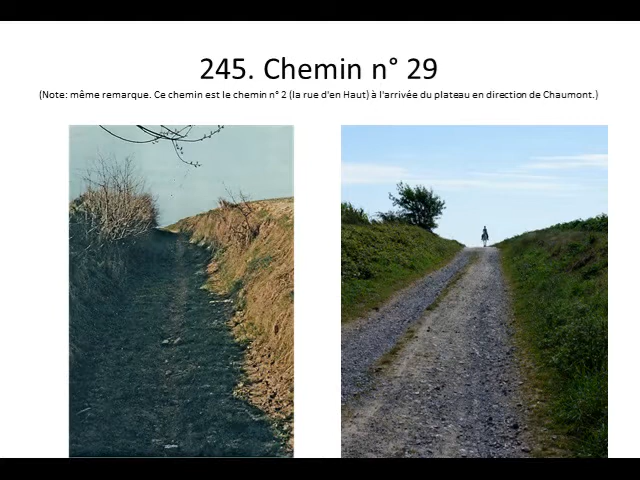 245. Chemin n° 29
(Note: même remarque. Ce chemin est le chemin n° 2 (la rue d'en Haut) à l'arrivée du plateau en direction de Chaumont.)